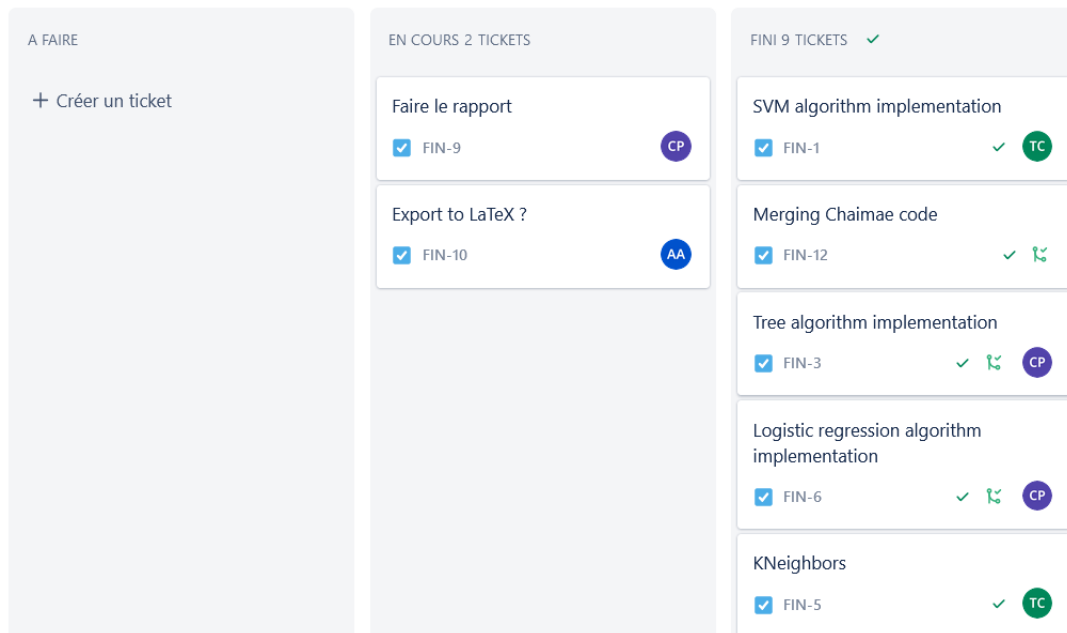 A FAIRE
+ Créer un ticket
EN COURS 2 TICKETS
Faire le rapport
FIN-9
CP
Export to LaTeX ?
FIN-10
AA
FINI 9 TICKETS
SVM algorithm implementation
FIN-1
TC
Merging Chaimae code
FIN-12
Tree algorithm implementation
FIN-3
CP
Logistic regression algorithm
implementation
FIN-6
CP
KNeighbors
FIN-5
TC